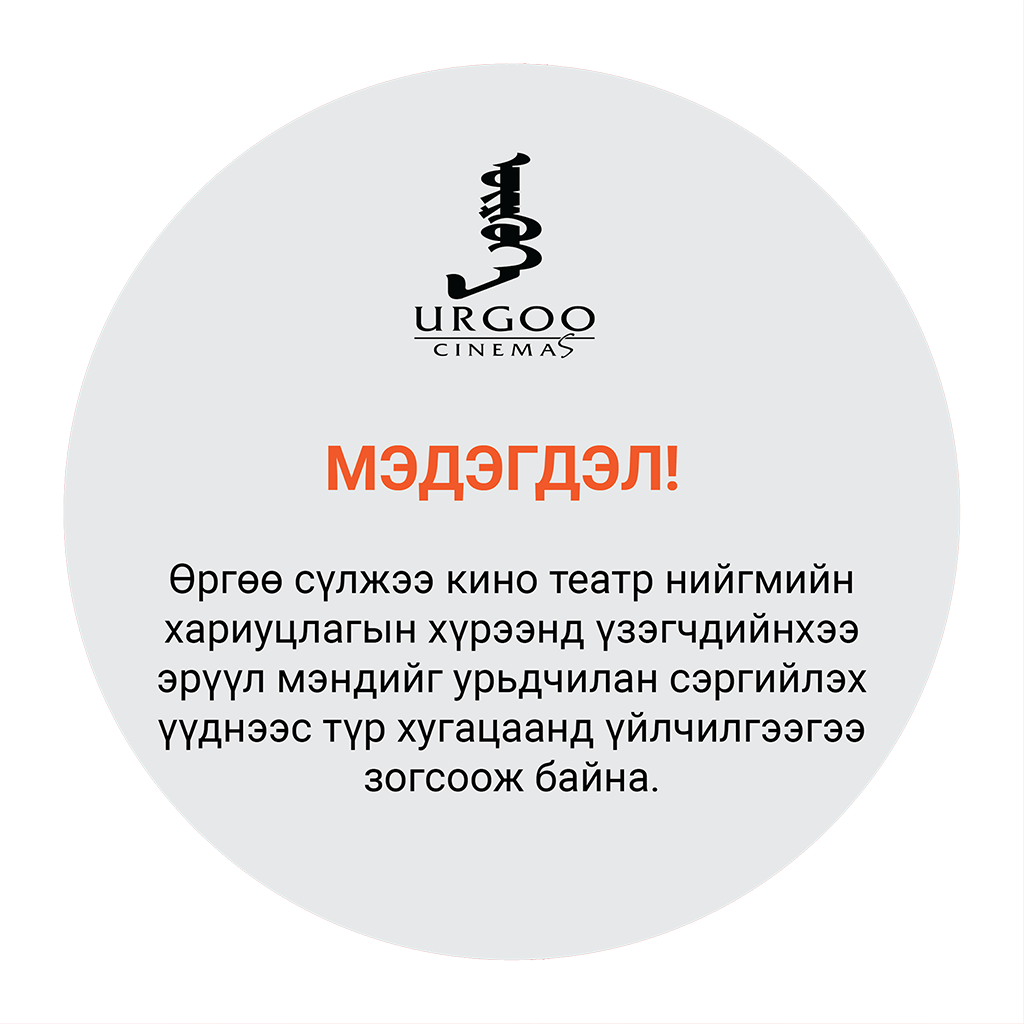 URGOO
CINEMAS
МЭДЭГДЭЛ!
Өргөө сүлжээ кино театр нийгмийн
хариуцлагын хүрээнд үзэгчдийнхээ
эрүүл мэндийг урьдчилан сэргийлэх
үүднээс түр хугацаанд үйлчилгээгээ
зогсоож байна.